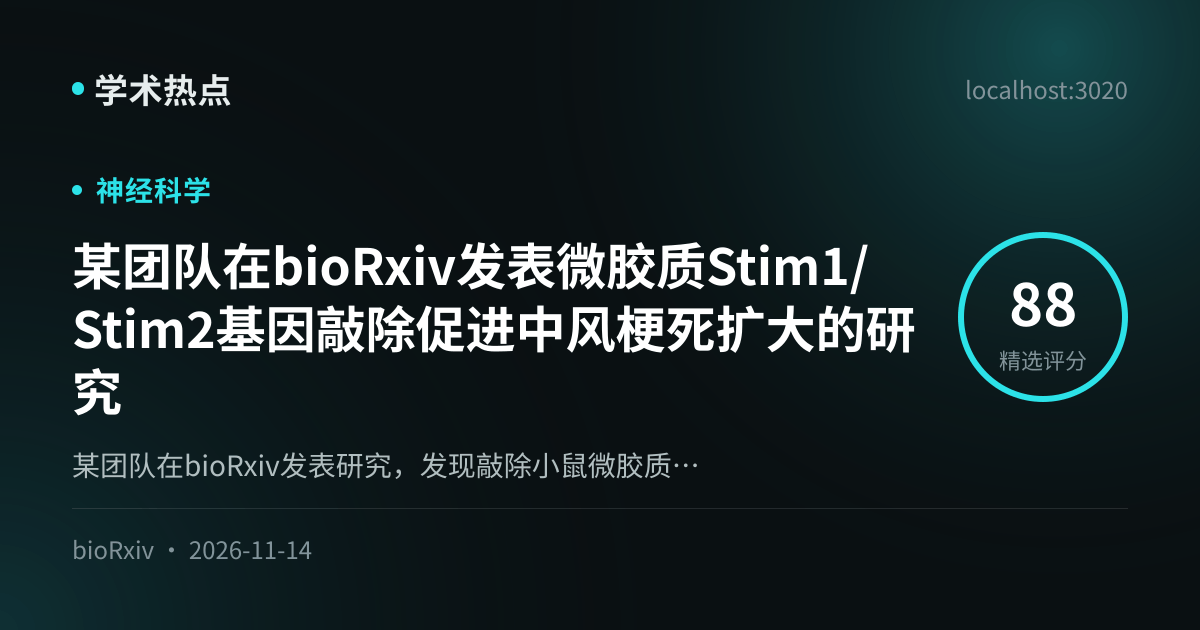 学术热点
localhost:3020
神经科学
某团队在bioRxiv发表微胶质Stim1/
Stim2基因敲除促进中风梗死扩大的研
究
88
精选评分
某团队在bioRxiv发表研究，发现敲除小鼠微胶质…
bioRxiv · 2026-11-14